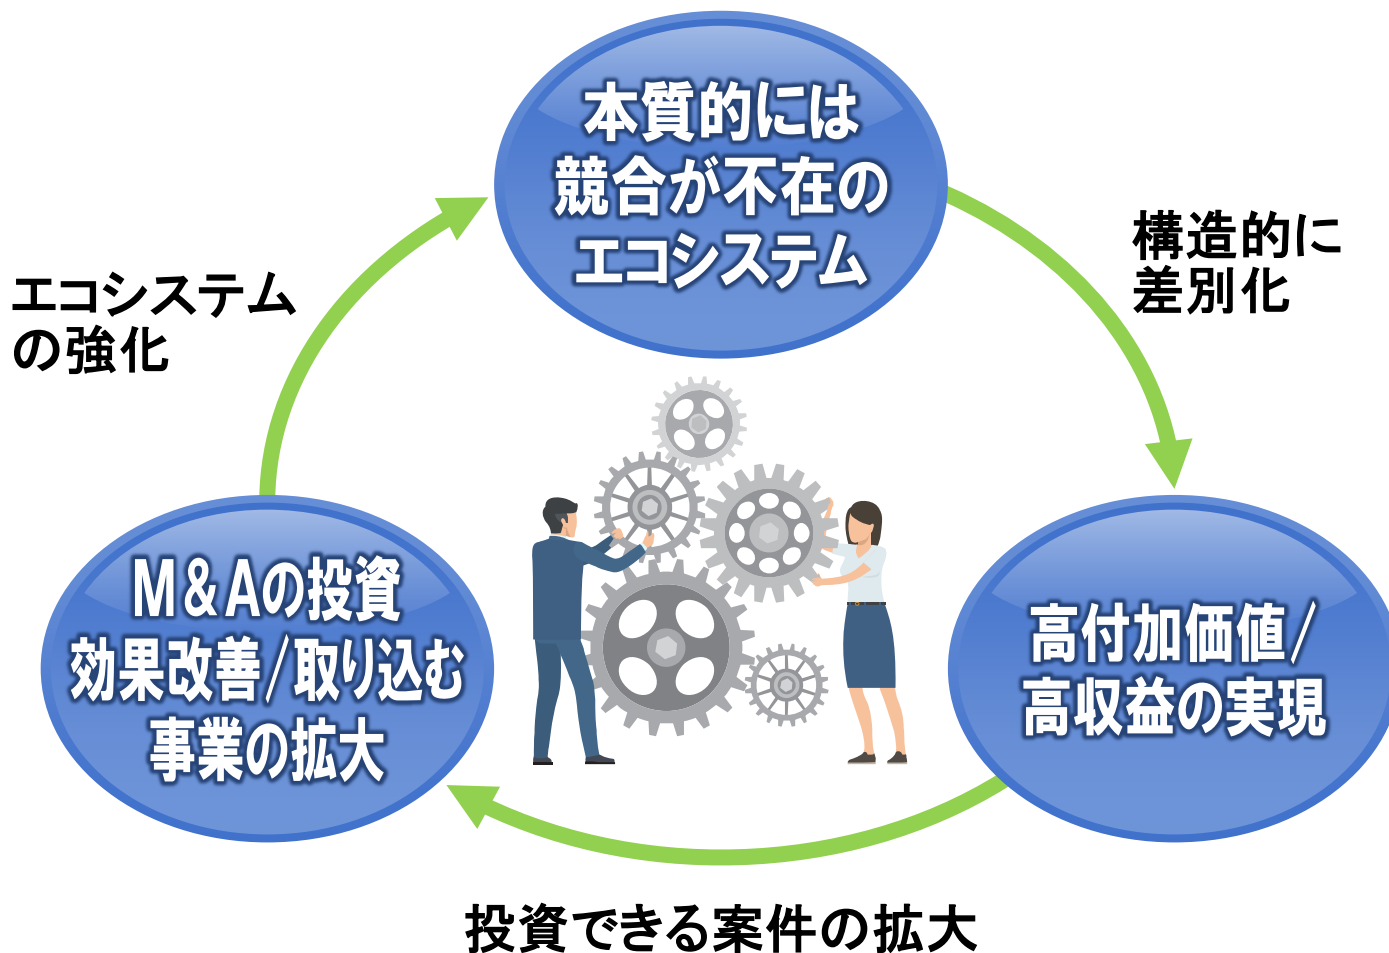 本質的には
競合が不在の
エコシステム
構造的に
差別化
エコシステム
の強化
M＆Aの投資
効果改善/取り込む
事業の拡大
高付加価値/
高収益の実現
投資できる案件の拡大